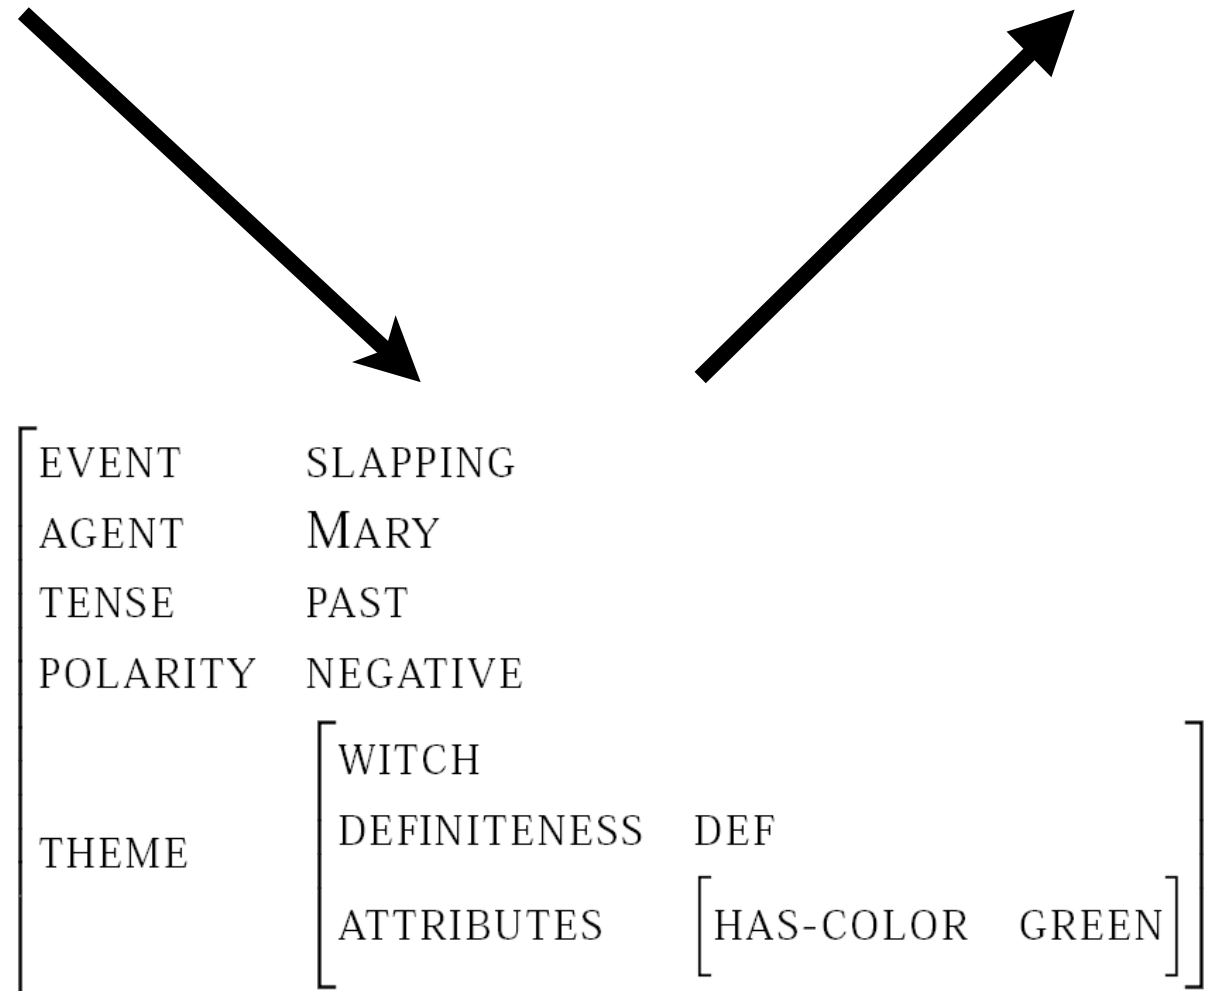 EVENT SLAPPING
AGENT MARY
TENSE PAST
POLARITY NEGATIVE
THEME
WITCH
DEFINITENESS DEF
ATTRIBUTES HAS-COLOR GREEN